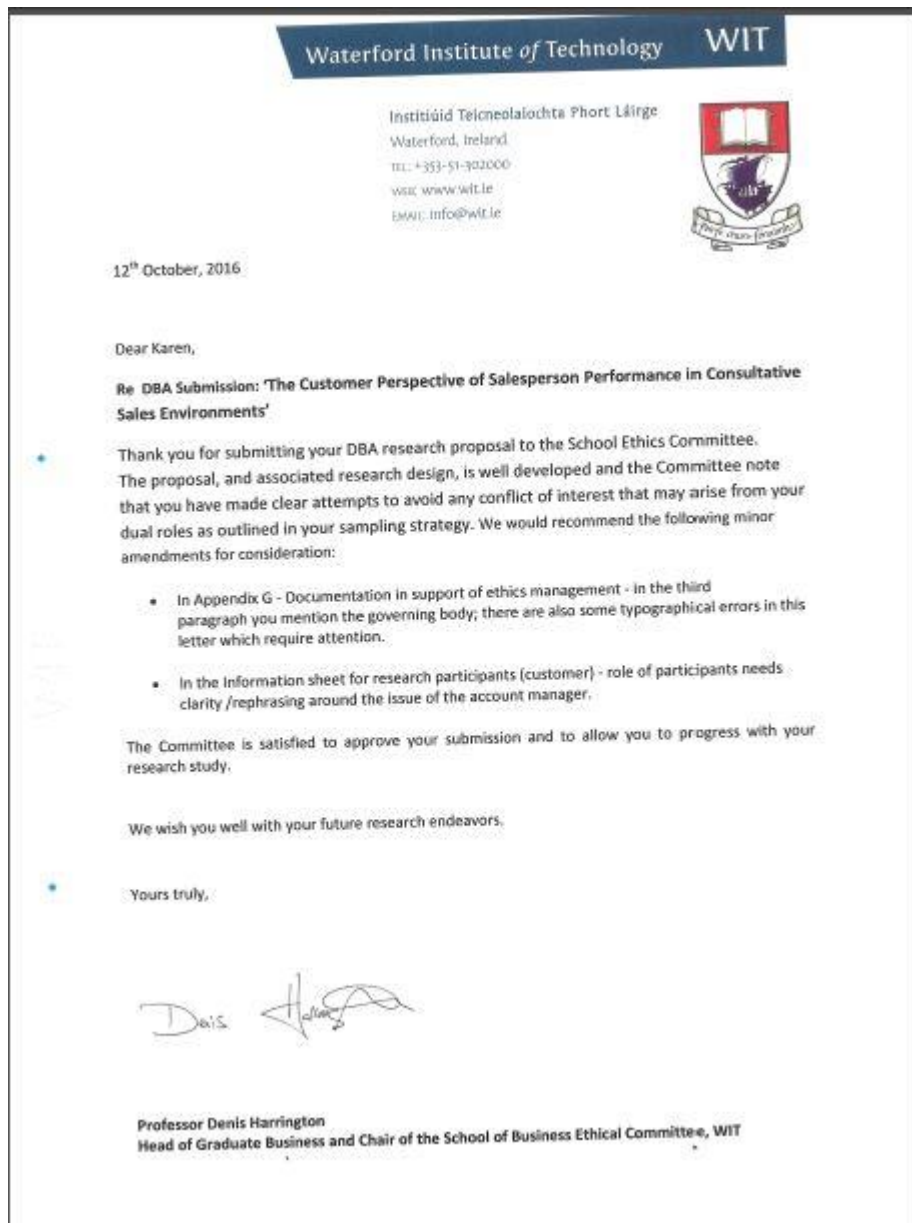 Waterford Institute of Technology WIT
Institiúid Teicneolaíochta Phort Láirge
Waterford, Ireland
TEL: +353-51-302000
WEB: www.wit.ie
EMAIL: info@wit.ie
12th October, 2016
Dear Karen,
Re DBA Submission: 'The Customer Perspective of Salesperson Performance in Consultative
Sales Environments'
Thank you for submitting your DBA research proposal to the School Ethics Committee.
The proposal, and associated research design, is well developed and the Committee note
that you have made clear attempts to avoid any conflict of interest that may arise from your
dual roles as outlined in your sampling strategy. We would recommend the following minor
amendments for consideration:
• In Appendix G - Documentation in support of ethics management - in the third
paragraph you mention the governing body; there are also some typographical errors in this
letter which require attention.
• In the Information sheet for research participants (customer) - role of participants needs
clarity /rephrasing around the issue of the account manager.
The Committee is satisfied to approve your submission and to allow you to progress with your
research study.
We wish you well with your future research endeavors.
Yours truly,
Professor Denis Harrington
Head of Graduate Business and Chair of the School of Business Ethical Committee, WIT